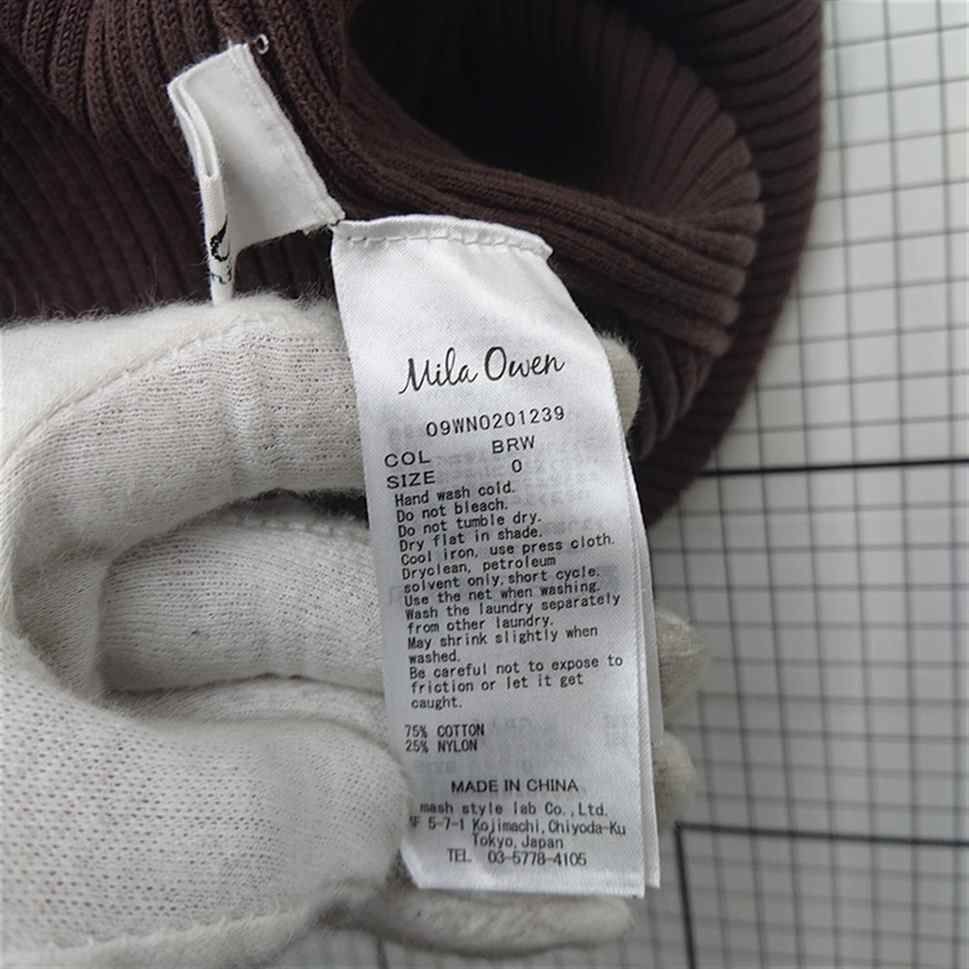 Mila Owen
09WN0201239
COL BRW
SIZE 0
Hand wash cold.
Do not bleach.
Do not tumble dry.
Dry flat in shade.
Cool iron, use press cloth.
Dryclean, petroleum
solvent only, short cycle.
Use the net when washing.
Wash the laundry separately
from other laundry.
May shrink slightly when
washed.
Be careful not to expose to
friction or let it get
caught.
75% COTTON
25% NYLON
MADE IN CHINA
mash style lab Co.,Ltd.
5-7-1 Kojimachi,Chiyoda-Ku
Tokyo,Japan
TEL 03-5778-4105